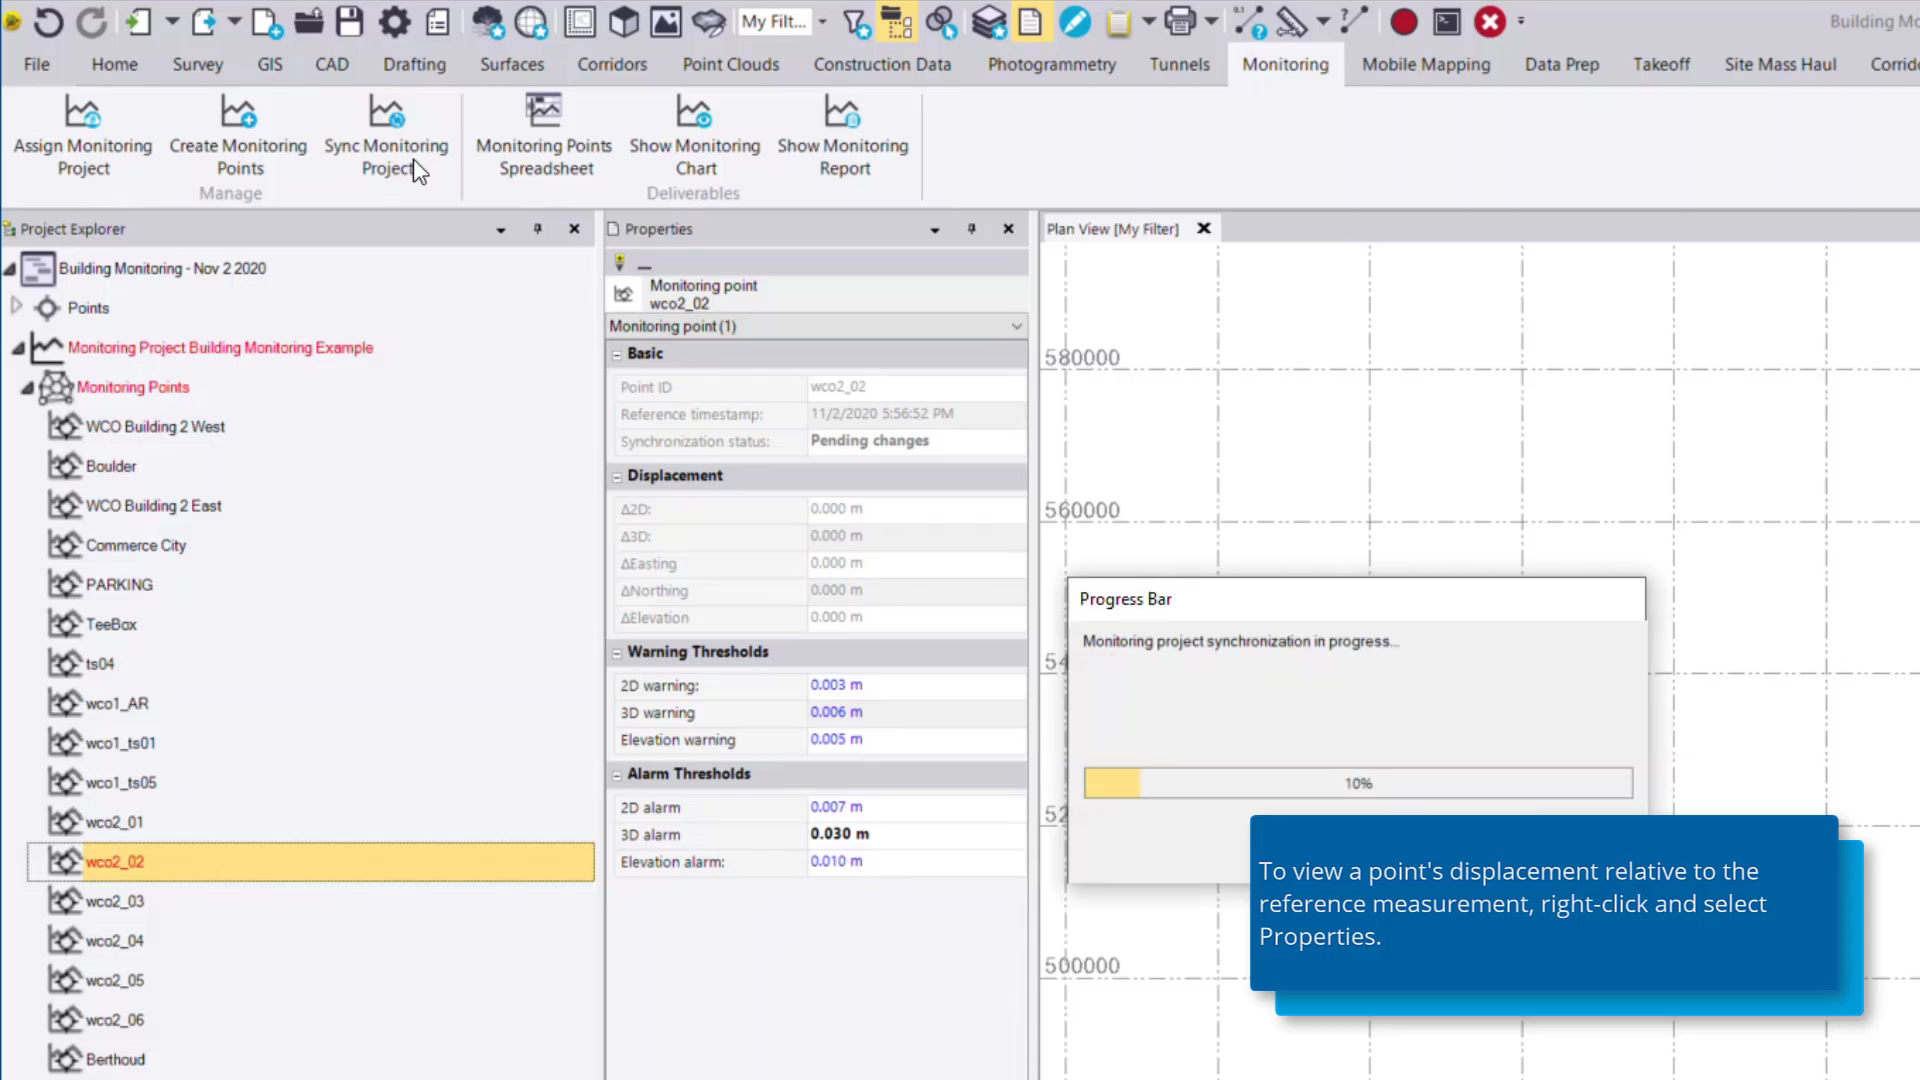 My Filt...
Building Mo
File Home Survey GIS CAD Drafting Surfaces Corridors Point Clouds Construction Data Photogrammetry Tunnels Monitoring Mobile Mapping Data Prep Takeoff Site Mass Haul Corrido
Assign Monitoring Project
Create Monitoring Points
Sync Monitoring Project
Manage
Monitoring Points Spreadsheet
Show Monitoring Chart
Show Monitoring Report
Deliverables
Project Explorer
Building Monitoring - Nov 2 2020
Points
Monitoring Project Building Monitoring Example
Monitoring Points
WCO Building 2 West
Boulder
WCO Building 2 East
Commerce City
PARKING
TeeBox
ts04
wco1_AR
wco1_ts01
wco1_ts05
wco2_01
wco2_02
wco2_03
wco2_04
wco2_05
wco2_06
Berthoud
Properties
Monitoring point
wco2_02
Monitoring point (1)
Basic
Point ID wco2_02
Reference timestamp: 11/2/2020 5:56:52 PM
Synchronization status: Pending changes
Displacement
Δ2D: 0.000 m
Δ3D: 0.000 m
ΔEasting 0.000 m
ΔNorthing 0.000 m
ΔElevation 0.000 m
Warning Thresholds
2D warning: 0.003 m
3D warning 0.006 m
Elevation warning 0.005 m
Alarm Thresholds
2D alarm 0.007 m
3D alarm 0.030 m
Elevation alarm: 0.010 m
Plan View [My Filter]
580000
560000
54
52
500000
Progress Bar
Monitoring project synchronization in progress...
10%
To view a point's displacement relative to the
reference measurement, right-click and select
Properties.